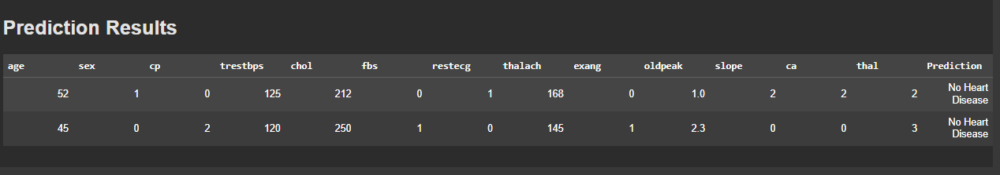 Prediction Results
age sex cp trestbps chol fbs restecg thalach exang oldpeak slope ca thal Prediction
52 1 0 125 212 0 1 168 0 1.0 2 2 2 No Heart
Disease
45 0 2 120 250 1 0 145 1 2.3 0 0 3 No Heart
Disease